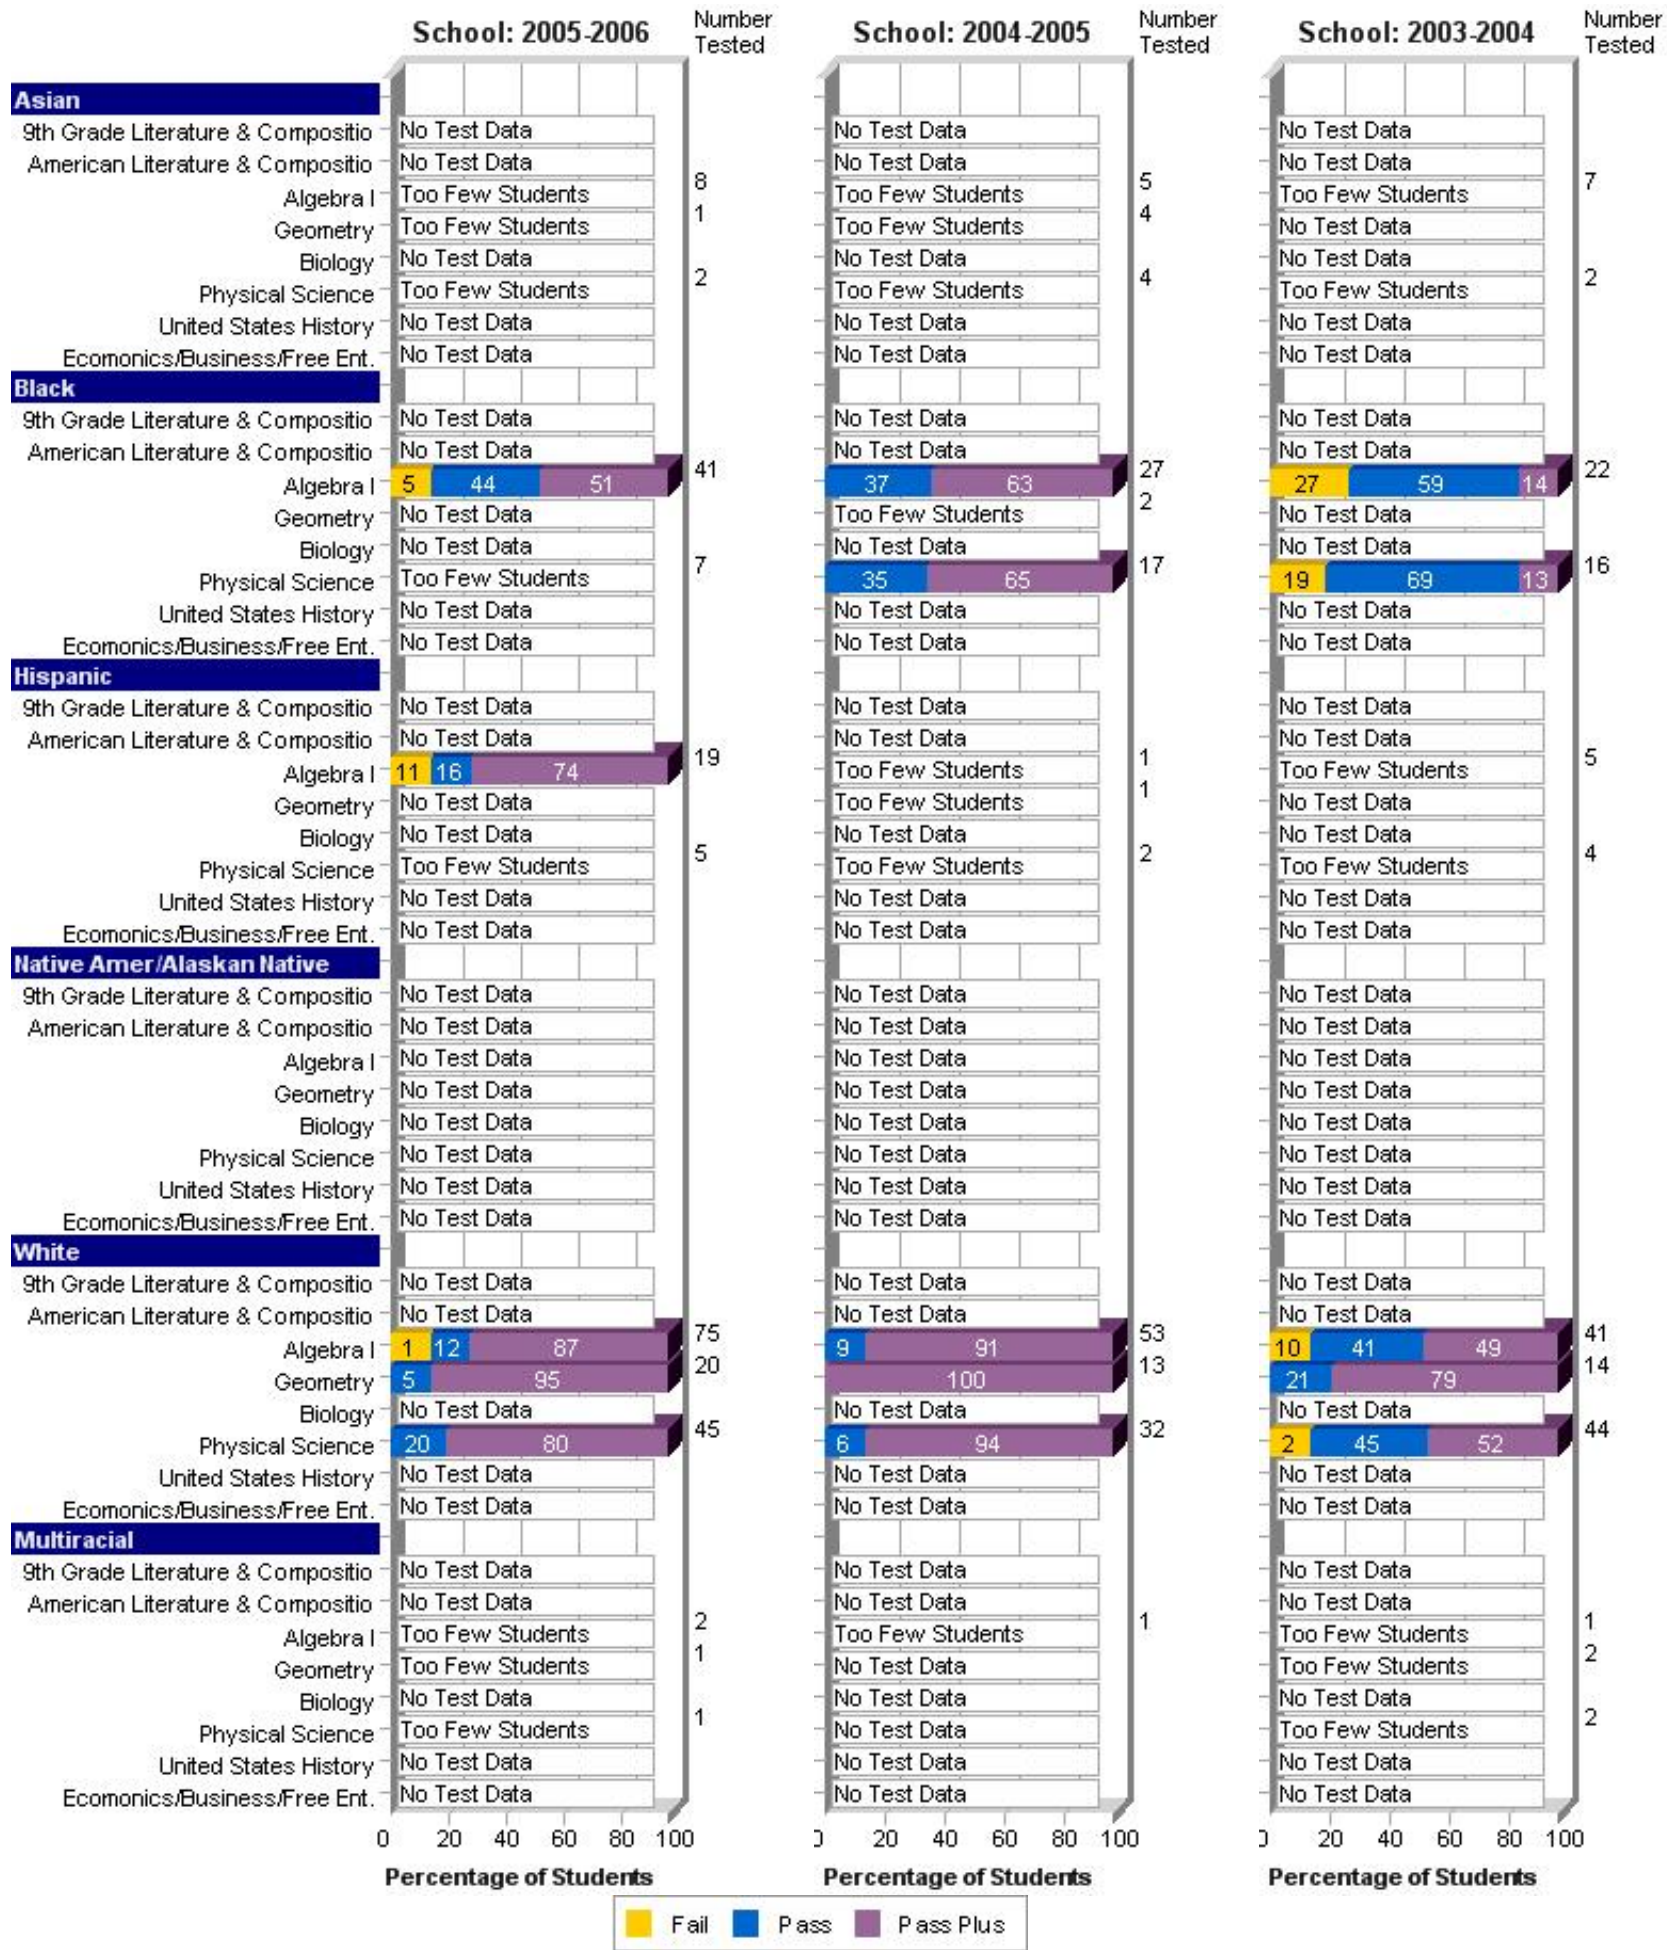 School: 2005-2006 Number Tested School: 2004-2005 Number Tested School: 2003-2004 Number Tested
Asian
9th Grade Literature & Compositio No Test Data No Test Data No Test Data
American Literature & Compositio No Test Data No Test Data No Test Data
Algebra I Too Few Students 8 Too Few Students 5 Too Few Students 7
Geometry Too Few Students 1 Too Few Students 4 No Test Data
Biology No Test Data No Test Data No Test Data
Physical Science Too Few Students 2 Too Few Students 4 Too Few Students 2
United States History No Test Data No Test Data No Test Data
Ecomonics/Business/Free Ent. No Test Data No Test Data No Test Data
Black
9th Grade Literature & Compositio No Test Data No Test Data No Test Data
American Literature & Compositio No Test Data No Test Data No Test Data
Algebra I 5 44 51 41 37 63 27 27 59 14 22
Geometry No Test Data Too Few Students 2 No Test Data
Biology No Test Data No Test Data No Test Data
Physical Science Too Few Students 7 35 65 17 19 69 13 16
United States History No Test Data No Test Data No Test Data
Ecomonics/Business/Free Ent. No Test Data No Test Data No Test Data
Hispanic
9th Grade Literature & Compositio No Test Data No Test Data No Test Data
American Literature & Compositio No Test Data No Test Data No Test Data
Algebra I 11 16 74 19 Too Few Students 1 Too Few Students 5
Geometry No Test Data Too Few Students 1 No Test Data
Biology No Test Data No Test Data No Test Data
Physical Science Too Few Students 5 Too Few Students 2 Too Few Students 4
United States History No Test Data No Test Data No Test Data
Ecomonics/Business/Free Ent. No Test Data No Test Data No Test Data
Native Amer/Alaskan Native
9th Grade Literature & Compositio No Test Data No Test Data No Test Data
American Literature & Compositio No Test Data No Test Data No Test Data
Algebra I No Test Data No Test Data No Test Data
Geometry No Test Data No Test Data No Test Data
Biology No Test Data No Test Data No Test Data
Physical Science No Test Data No Test Data No Test Data
United States History No Test Data No Test Data No Test Data
Ecomonics/Business/Free Ent. No Test Data No Test Data No Test Data
White
9th Grade Literature & Compositio No Test Data No Test Data No Test Data
American Literature & Compositio No Test Data No Test Data No Test Data
Algebra I 1 12 87 75 9 91 53 10 41 49 41
Geometry 5 95 20 100 13 21 79 14
Biology No Test Data No Test Data No Test Data
Physical Science 20 80 45 6 94 32 2 45 52 44
United States History No Test Data No Test Data No Test Data
Ecomonics/Business/Free Ent. No Test Data No Test Data No Test Data
Multiracial
9th Grade Literature & Compositio No Test Data No Test Data No Test Data
American Literature & Compositio No Test Data No Test Data No Test Data
Algebra I Too Few Students 2 Too Few Students 1 Too Few Students 1
Geometry Too Few Students 1 No Test Data Too Few Students 2
Biology No Test Data No Test Data No Test Data
Physical Science Too Few Students 1 No Test Data Too Few Students 2
United States History No Test Data No Test Data No Test Data
Ecomonics/Business/Free Ent. No Test Data No Test Data No Test Data
0 20 40 60 80 100 0 20 40 60 80 100 0 20 40 60 80 100
Percentage of Students Percentage of Students Percentage of Students
Fail Pass Pass Plus